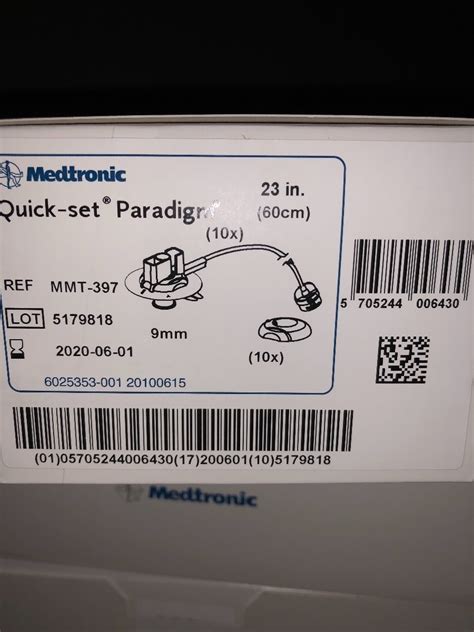 Medtronic
Quick-set® Paradigm
23 in.
(60cm)
(10x)
REF MMT-397
LOT 5179818
2020-06-01
9mm
(10x)
5 705244 006430
6025353-001 20100615
(01)05705244006430(17)200601(10)5179818
Medtronic